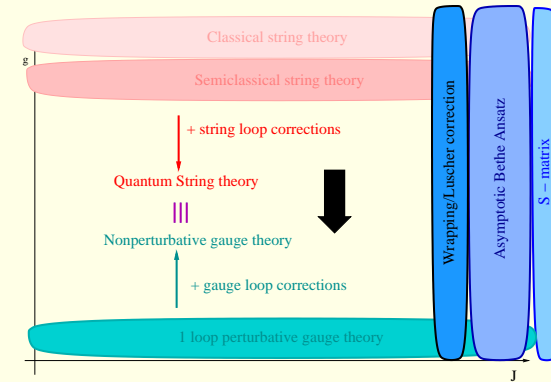 Classical string theory
g
Semiclassical string theory
+ string loop corrections
Quantum String theory
Nonperturbative gauge theory
+ gauge loop corrections
1 loop perturbative gauge theory
Wrapping/Luscher correction
Asymptotic Bethe Ansatz
S − matrix
J